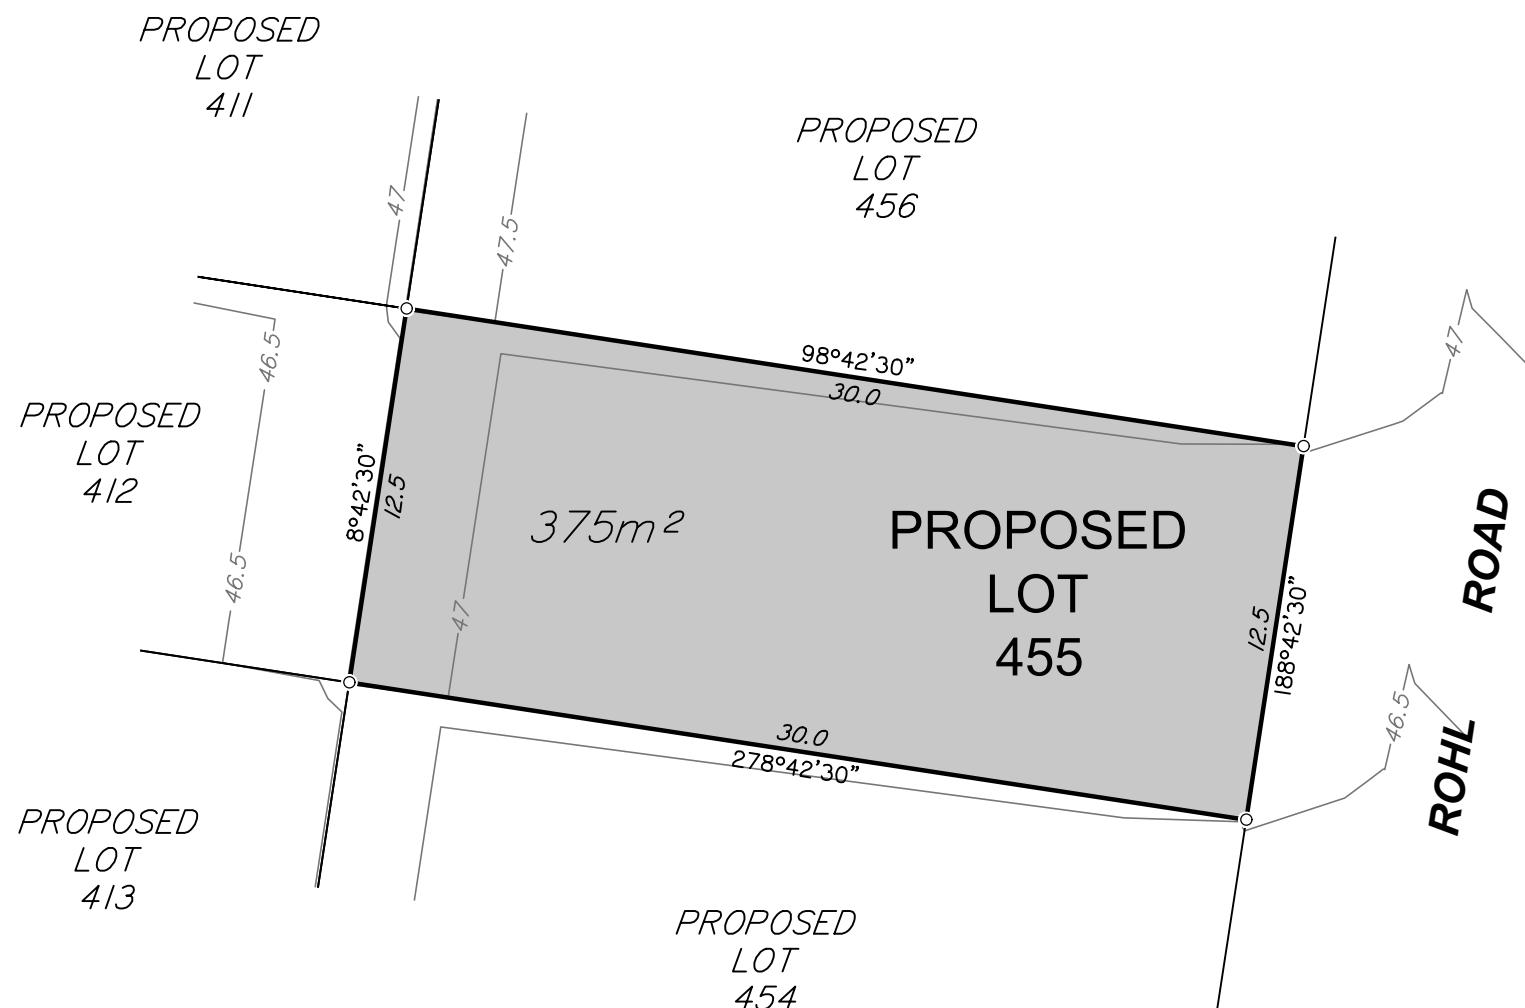 PROPOSED
LOT
411
PROPOSED
LOT
456
47
47.5
46.5
47
98°42'30"
30.0
PROPOSED
LOT
412
8°42'30"
12.5
375m²
PROPOSED
LOT
455
ROHL ROAD
46.5
47
12.5
188°42'30"
46.5
30.0
278°42'30"
PROPOSED
LOT
413
PROPOSED
LOT
454